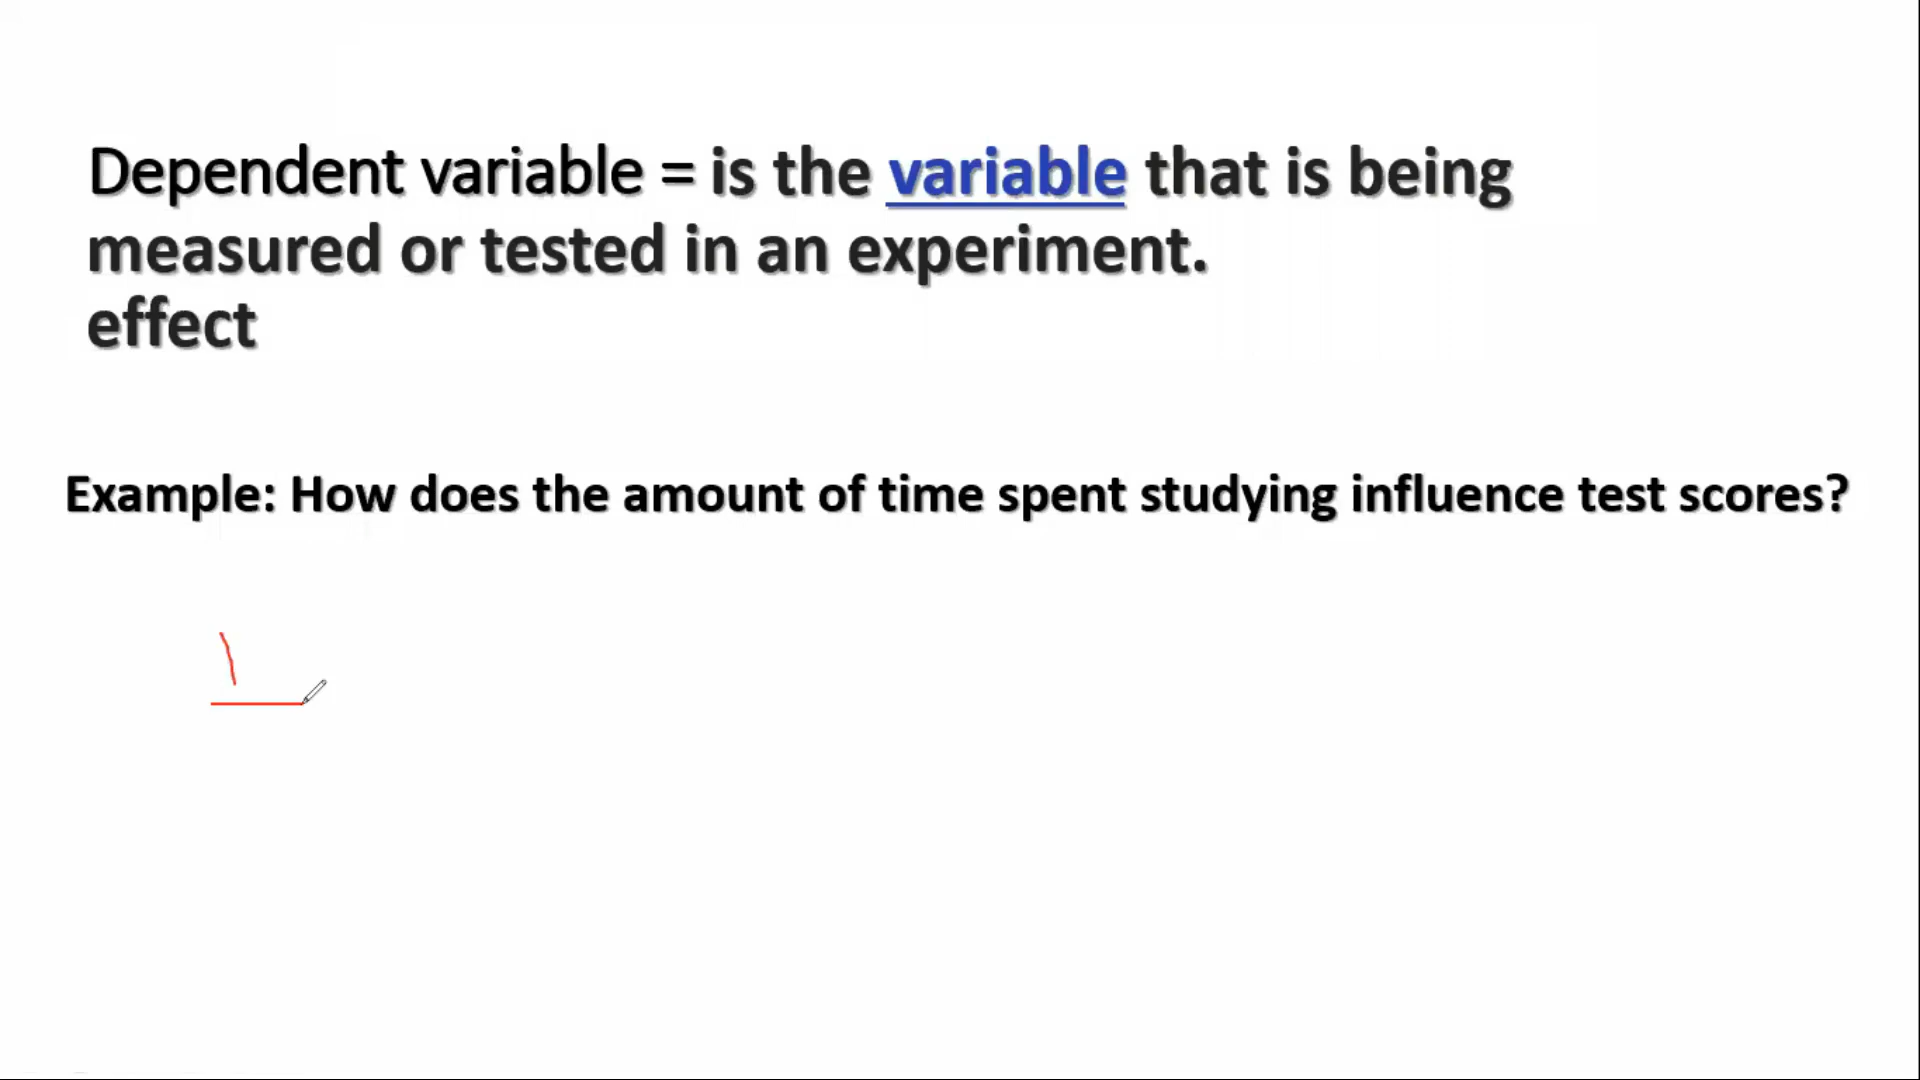 Dependent variable = is the variable that is being
measured or tested in an experiment.
effect
Example: How does the amount of time spent studying influence test scores?